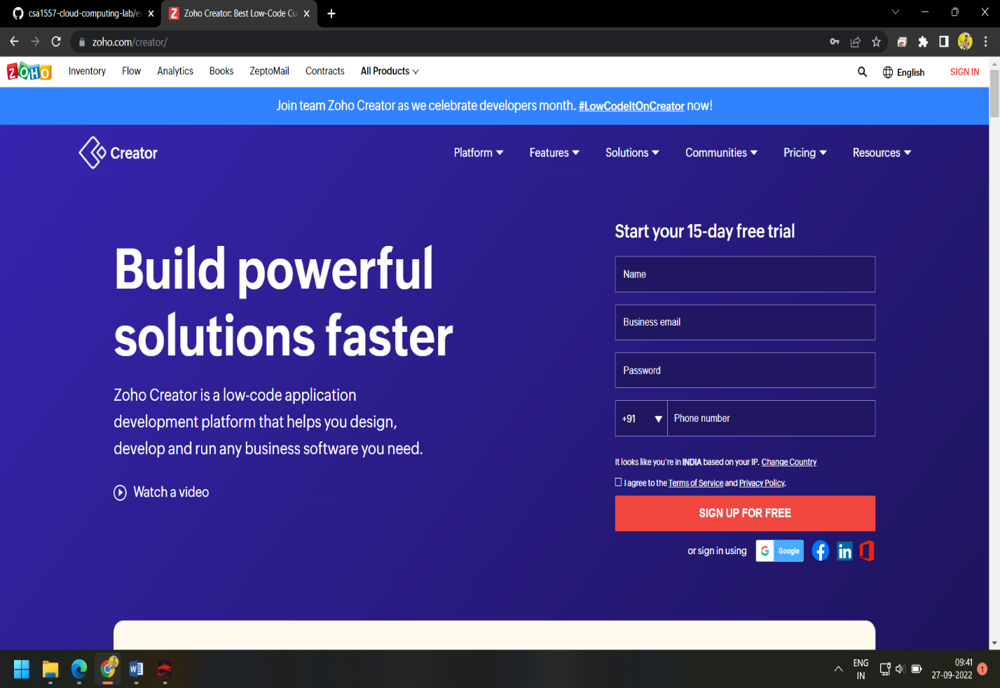 csa1557-cloud-computing-lab/e
Zoho Creator: Best Low-Code Cu
zoho.com/creator/
ZOHO
Inventory
Flow
Analytics
Books
ZeptoMail
Contracts
All Products
English
SIGN IN
Join team Zoho Creator as we celebrate developers month. #LowCodeItOnCreator now!
Creator
Platform
Features
Solutions
Communities
Pricing
Resources
Build powerful
solutions faster
Zoho Creator is a low-code application
development platform that helps you design,
develop and run any business software you need.
Watch a video
Start your 15-day free trial
Name
Business email
Password
+91
Phone number
It looks like you're in INDIA based on your IP. Change Country
I agree to the Terms of Service and Privacy Policy.
SIGN UP FOR FREE
or sign in using
Google
ENG
IN
09:41
27-09-2022
1